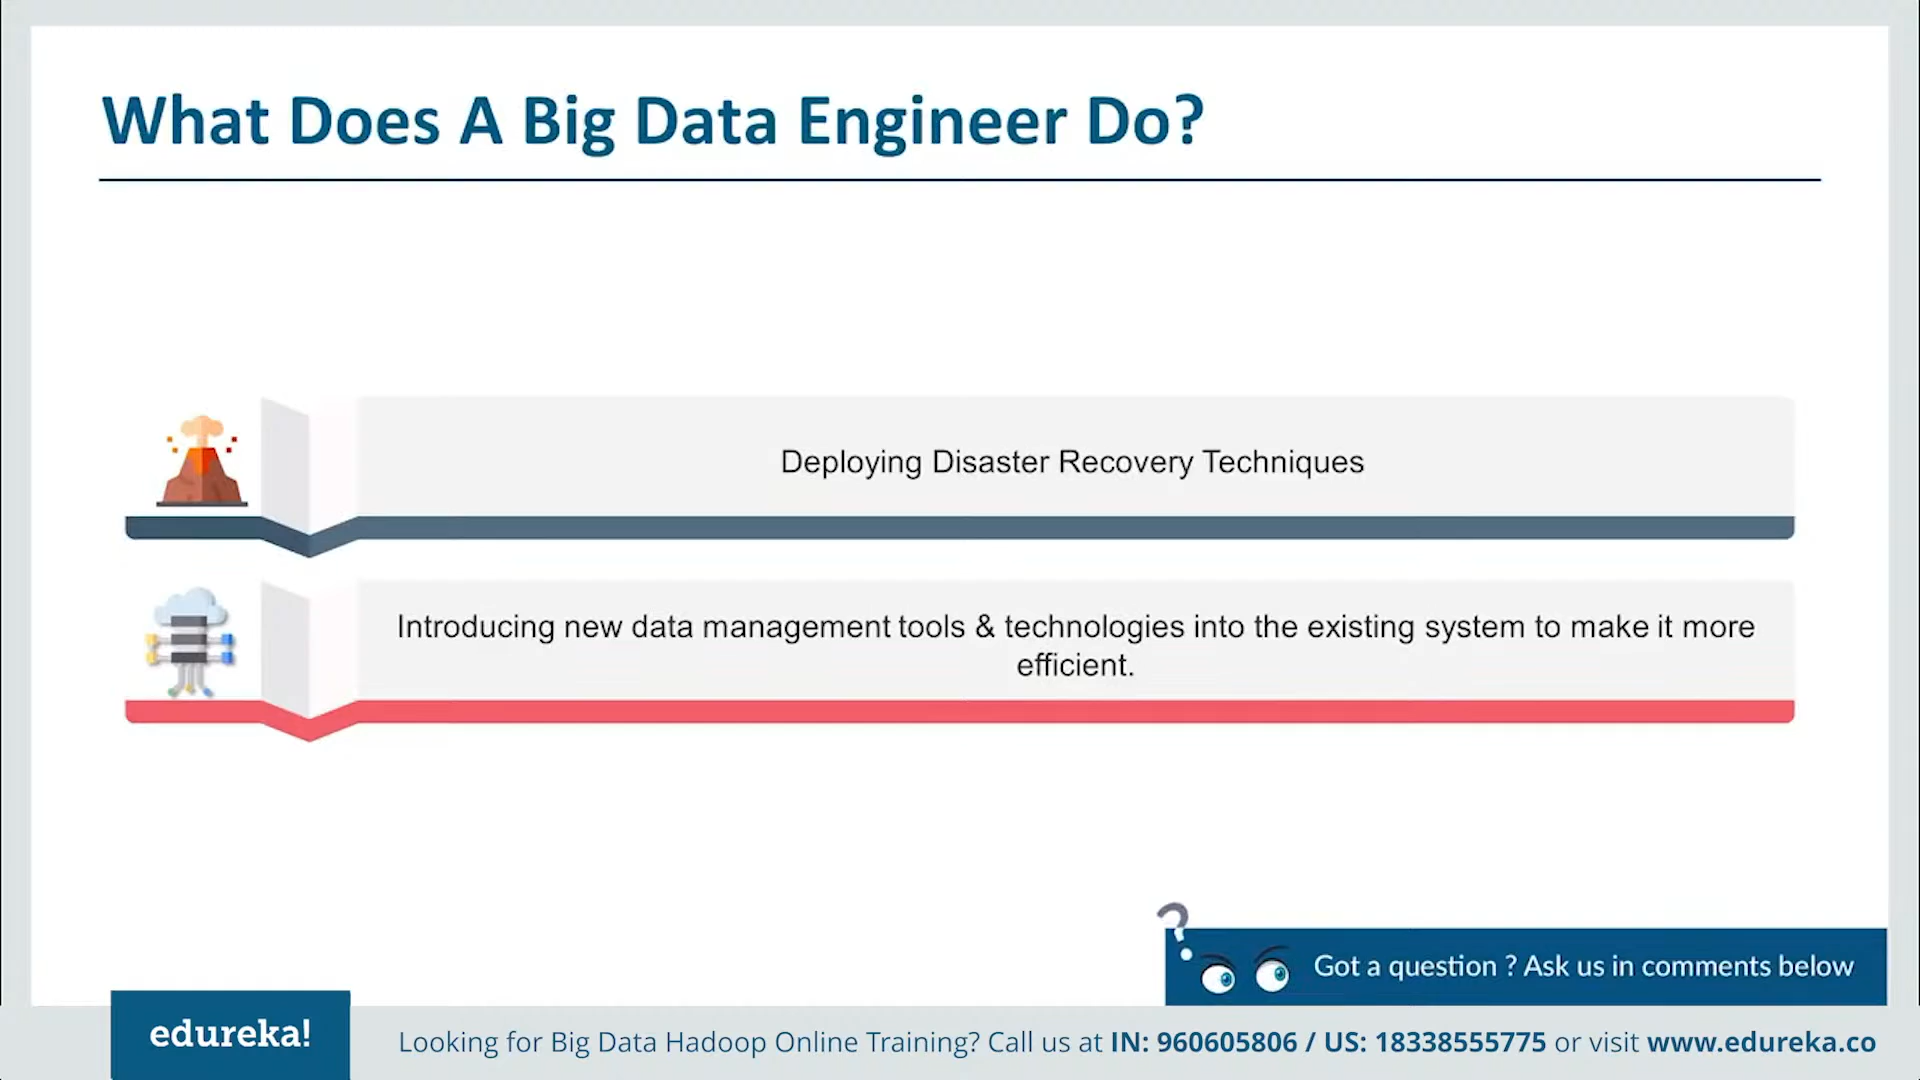 What Does A Big Data Engineer Do?
Deploying Disaster Recovery Techniques
Introducing new data management tools & technologies into the existing system to make it more
efficient.
?
Got a question ? Ask us in comments below
edureka!
Looking for Big Data Hadoop Online Training? Call us at IN: 960605806 / US: 18338555775 or visit www.edureka.co